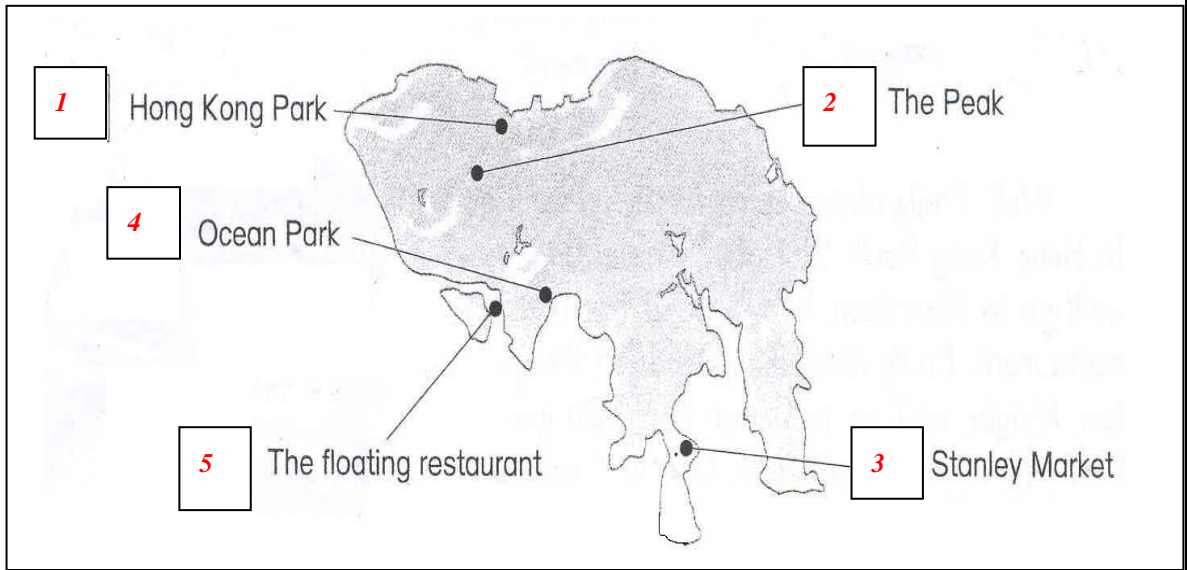 1 Hong Kong Park
2 The Peak
4 Ocean Park
5 The floating restaurant
3 Stanley Market